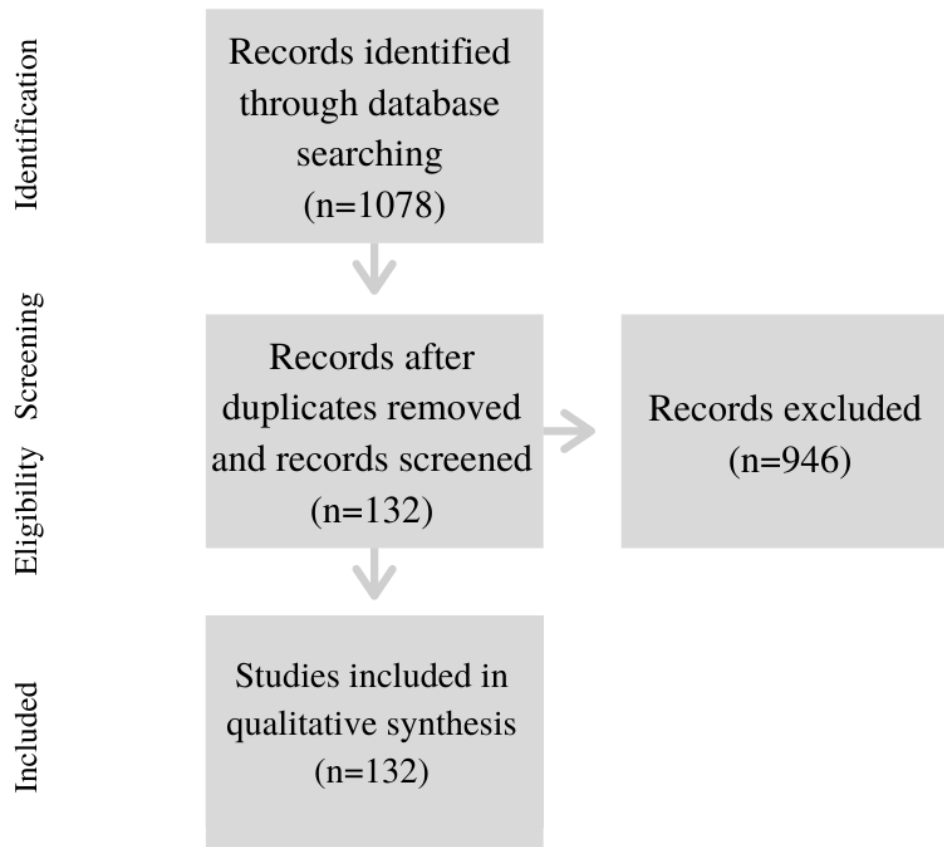 Identification
Records identified
through database
searching
(n=1078)
Screening
Records after
duplicates removed
and records screened
(n=132)
Records excluded
(n=946)
Eligibility
Included
Studies included in
qualitative synthesis
(n=132)